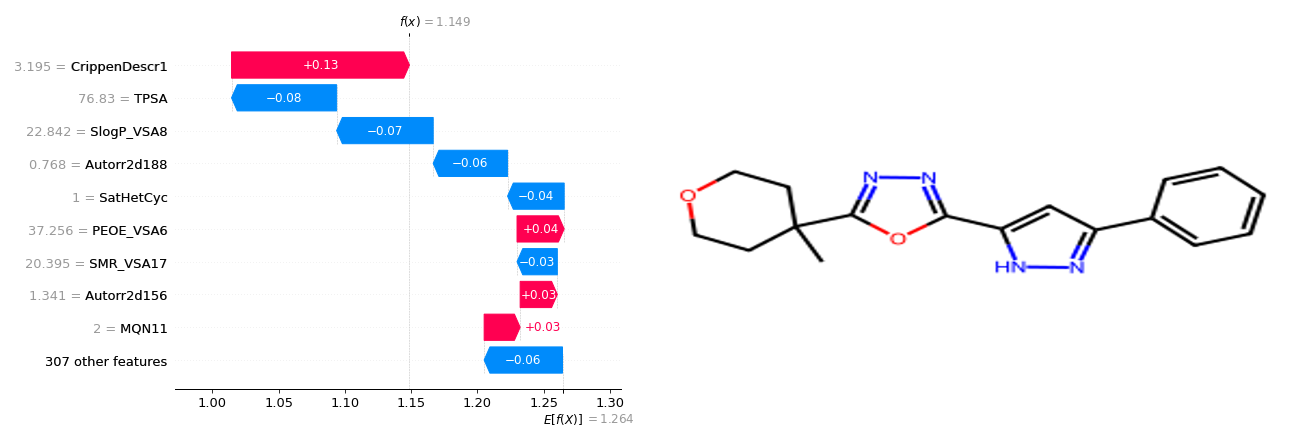 f(x) = 1.149
3.195 = CrippenDescr1
+0.13
76.83 = TPSA
−0.08
22.842 = SlogP_VSA8
−0.07
0.768 = Autorr2d188
−0.06
1 = SatHetCyc
−0.04
37.256 = PEOE_VSA6
+0.04
20.395 = SMR_VSA17
−0.03
1.341 = Autorr2d156
+0.03
2 = MQN11
+0.03
307 other features
−0.06
1.00 1.05 1.10 1.15 1.20 1.25 1.30
E[f(X)] = 1.264
N N
O
O
HN N